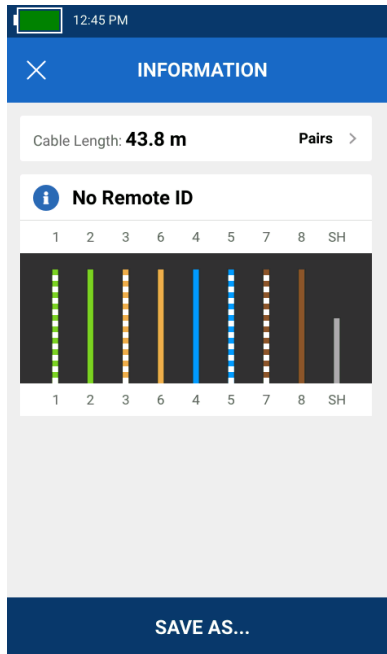 12:45 PM
INFORMATION
Cable Length: 43.8 m Pairs
No Remote ID
1 2 3 6 4 5 7 8 SH
1 2 3 6 4 5 7 8 SH
SAVE AS...